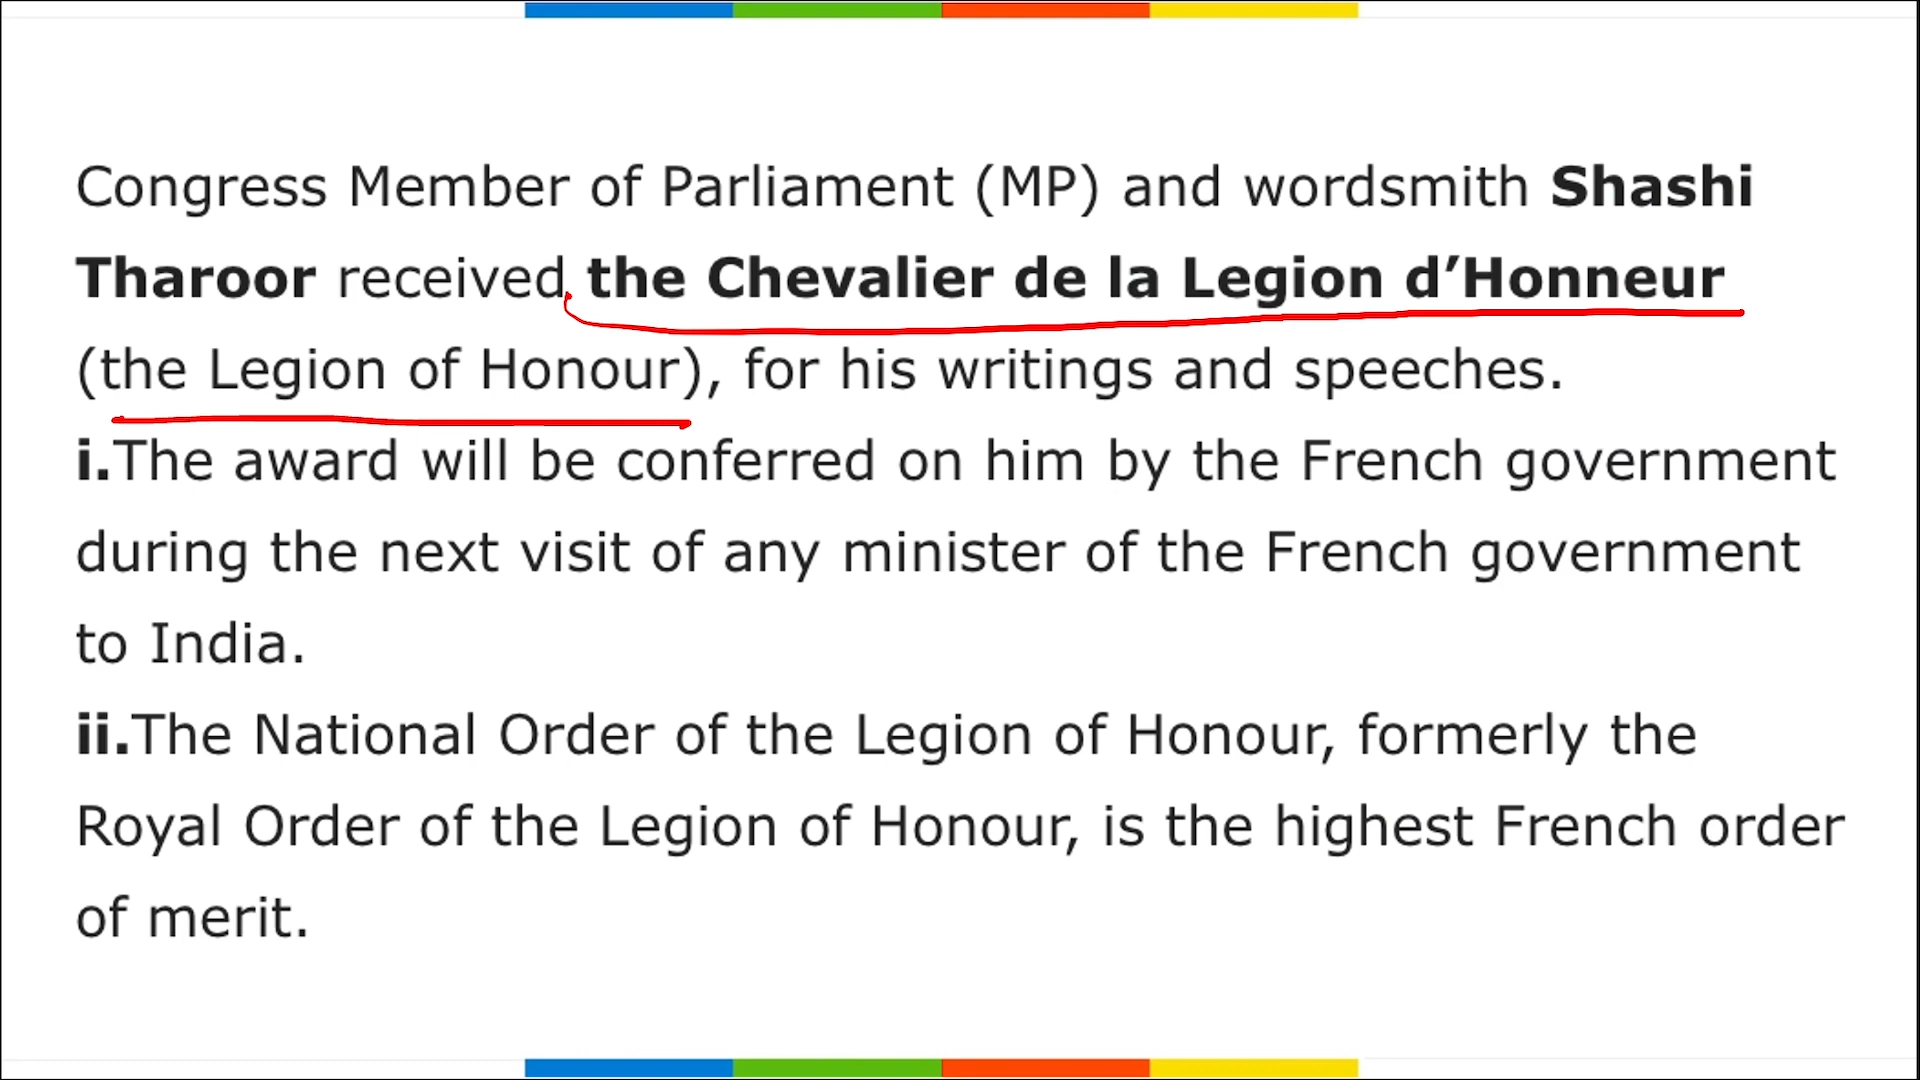 Congress Member of Parliament (MP) and wordsmith Shashi
Tharoor received the Chevalier de la Legion d’Honneur
(the Legion of Honour), for his writings and speeches.
i.The award will be conferred on him by the French government
during the next visit of any minister of the French government
to India.
ii.The National Order of the Legion of Honour, formerly the
Royal Order of the Legion of Honour, is the highest French order
of merit.